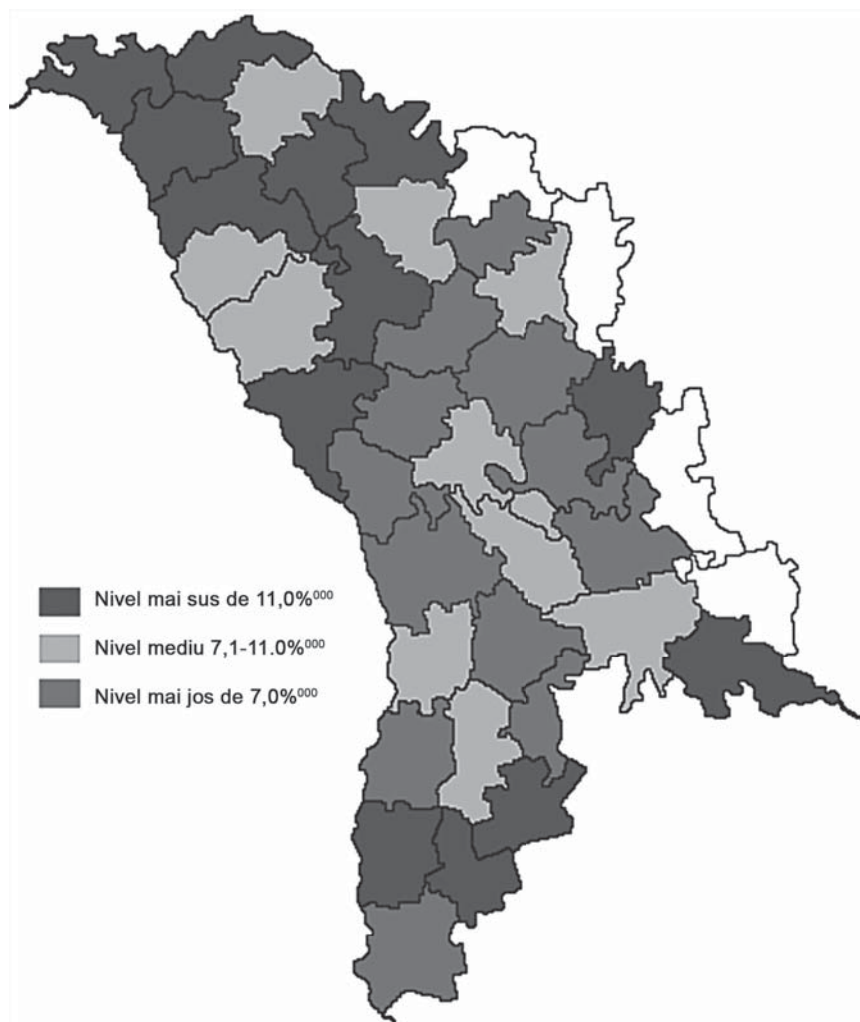 Nivel mai sus de 11,0%⁰⁰⁰
Nivel mediu 7,1-11.0%⁰⁰⁰
Nivel mai jos de 7,0%⁰⁰⁰